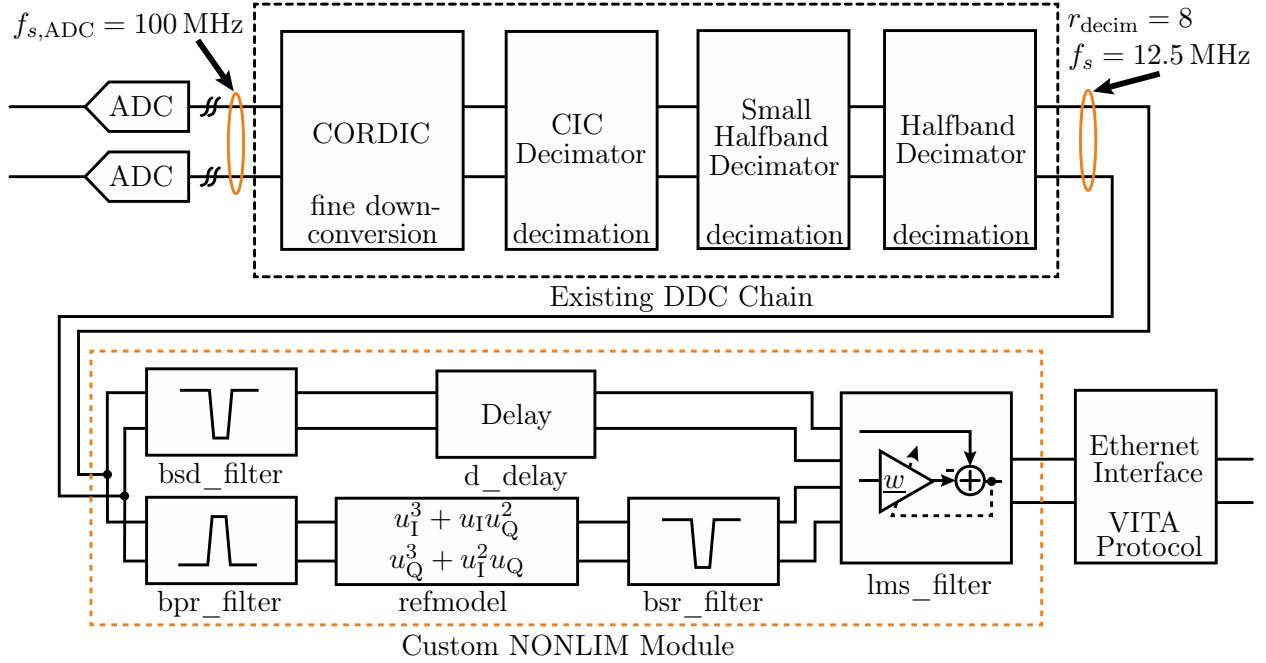 f_{s,ADC} = 100 MHz
r_{decim} = 8
f_s = 12.5 MHz
ADC
ADC
CORDIC
fine down-
conversion
CIC
Decimator
decimation
Small
Halfband
Decimator
decimation
Halfband
Decimator
decimation
Existing DDC Chain
bsd_filter
Delay
d_delay
bpr_filter
u_I^3 + u_I u_Q^2
u_Q^3 + u_I^2 u_Q
refmodel
bsr_filter
w
-
+
lms_filter
Ethernet
Interface
VITA
Protocol
Custom NONLIM Module